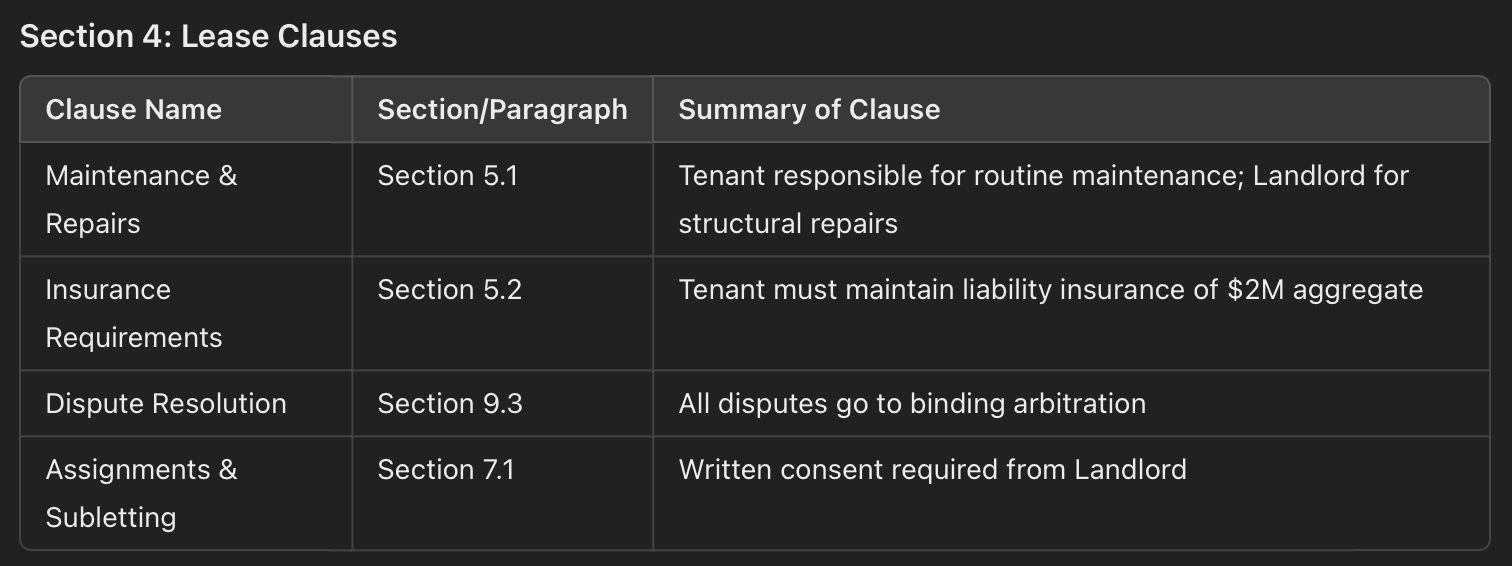 Section 4: Lease Clauses
Clause Name Section/Paragraph Summary of Clause
Maintenance & Section 5.1 Tenant responsible for routine maintenance; Landlord for
Repairs structural repairs
Insurance Section 5.2 Tenant must maintain liability insurance of $2M aggregate
Requirements
Dispute Resolution Section 9.3 All disputes go to binding arbitration
Assignments & Section 7.1 Written consent required from Landlord
Subletting